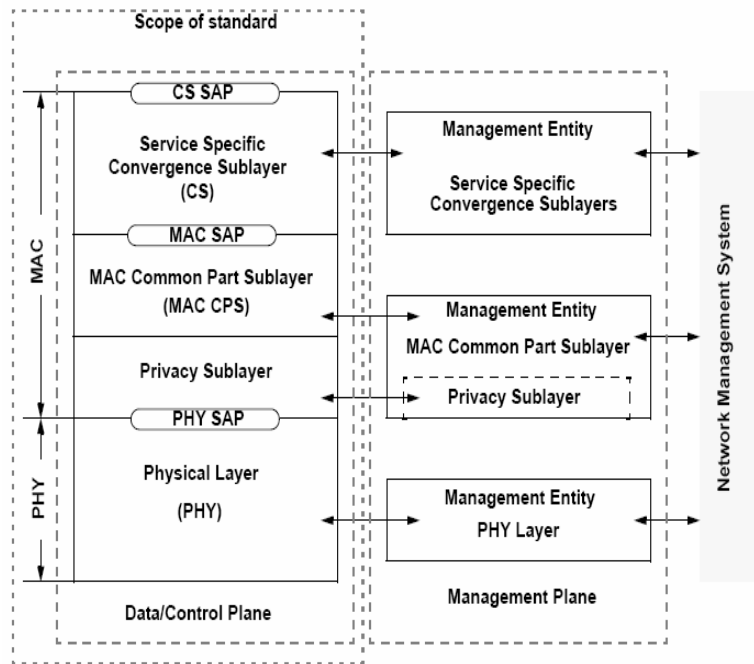 Scope of standard
CS SAP
Service Specific
Convergence Sublayer
(CS)
MAC SAP
MAC Common Part Sublayer
(MAC CPS)
Privacy Sublayer
PHY SAP
Physical Layer
(PHY)
Data/Control Plane
MAC
PHY
Management Entity
Service Specific
Convergence Sublayers
Management Entity
MAC Common Part Sublayer
Privacy Sublayer
Management Entity
PHY Layer
Management Plane
Network Management System